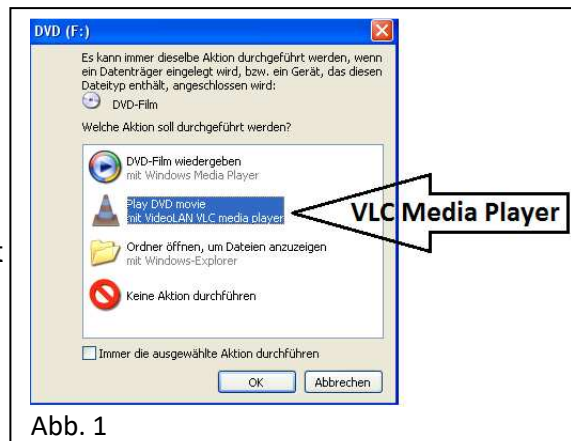 DVD (F:)
Es kann immer dieselbe Aktion durchgeführt werden, wenn
ein Datenträger eingelegt wird, bzw. ein Gerät, das diesen
Dateityp enthält, angeschlossen wird:
DVD-Film
Welche Aktion soll durchgeführt werden?
DVD-Film wiedergeben
mit Windows Media Player
Play DVD movie
mit VideoLAN VLC media player
VLC Media Player
Ordner öffnen, um Dateien anzuzeigen
mit Windows-Explorer
Keine Aktion durchführen
Immer die ausgewählte Aktion durchführen
OK
Abbrechen
Abb. 1